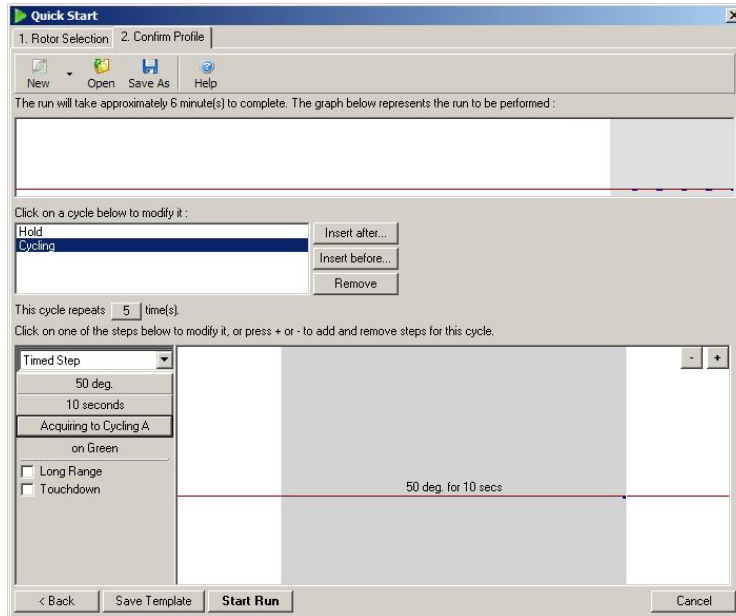 Quick Start
1. Rotor Selection 2. Confirm Profile
New Open Save As Help
The run will take approximately 6 minute(s) to complete. The graph below represents the run to be performed :
Click on a cycle below to modify it :
Hold
Cycling
Insert after...
Insert before...
Remove
This cycle repeats 5 time(s).
Click on one of the steps below to modify it, or press + or - to add and remove steps for this cycle.
Timed Step
- +
50 deg.
10 seconds
Acquiring to Cycling A
on Green
Long Range
Touchdown
50 deg. for 10 secs
< Back Save Template Start Run Cancel